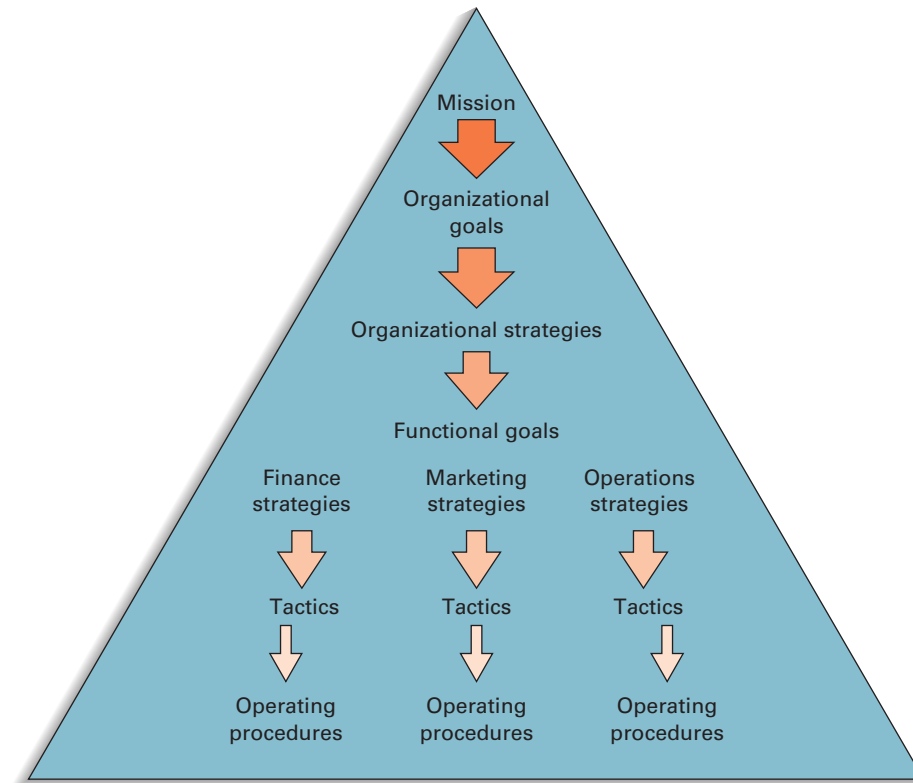 Mission
Organizational
goals
Organizational strategies
Functional goals
Finance
strategies
Marketing
strategies
Operations
strategies
Tactics
Tactics
Tactics
Operating
procedures
Operating
procedures
Operating
procedures